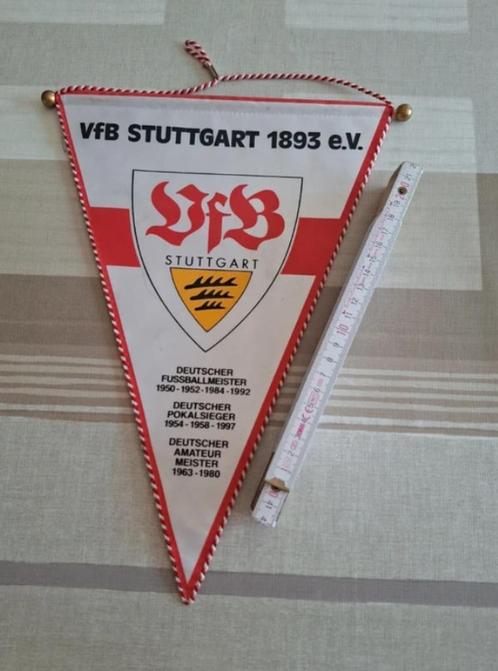 VfB STUTTGART 1893 e.V.
VfB
STUTTGART
DEUTSCHER
FUSSBALLMEISTER
1950-1952-1984-1992
DEUTSCHER
POKALSIEGER
1954-1958-1997
DEUTSCHER
AMATEUR
MEISTER
1963-1980